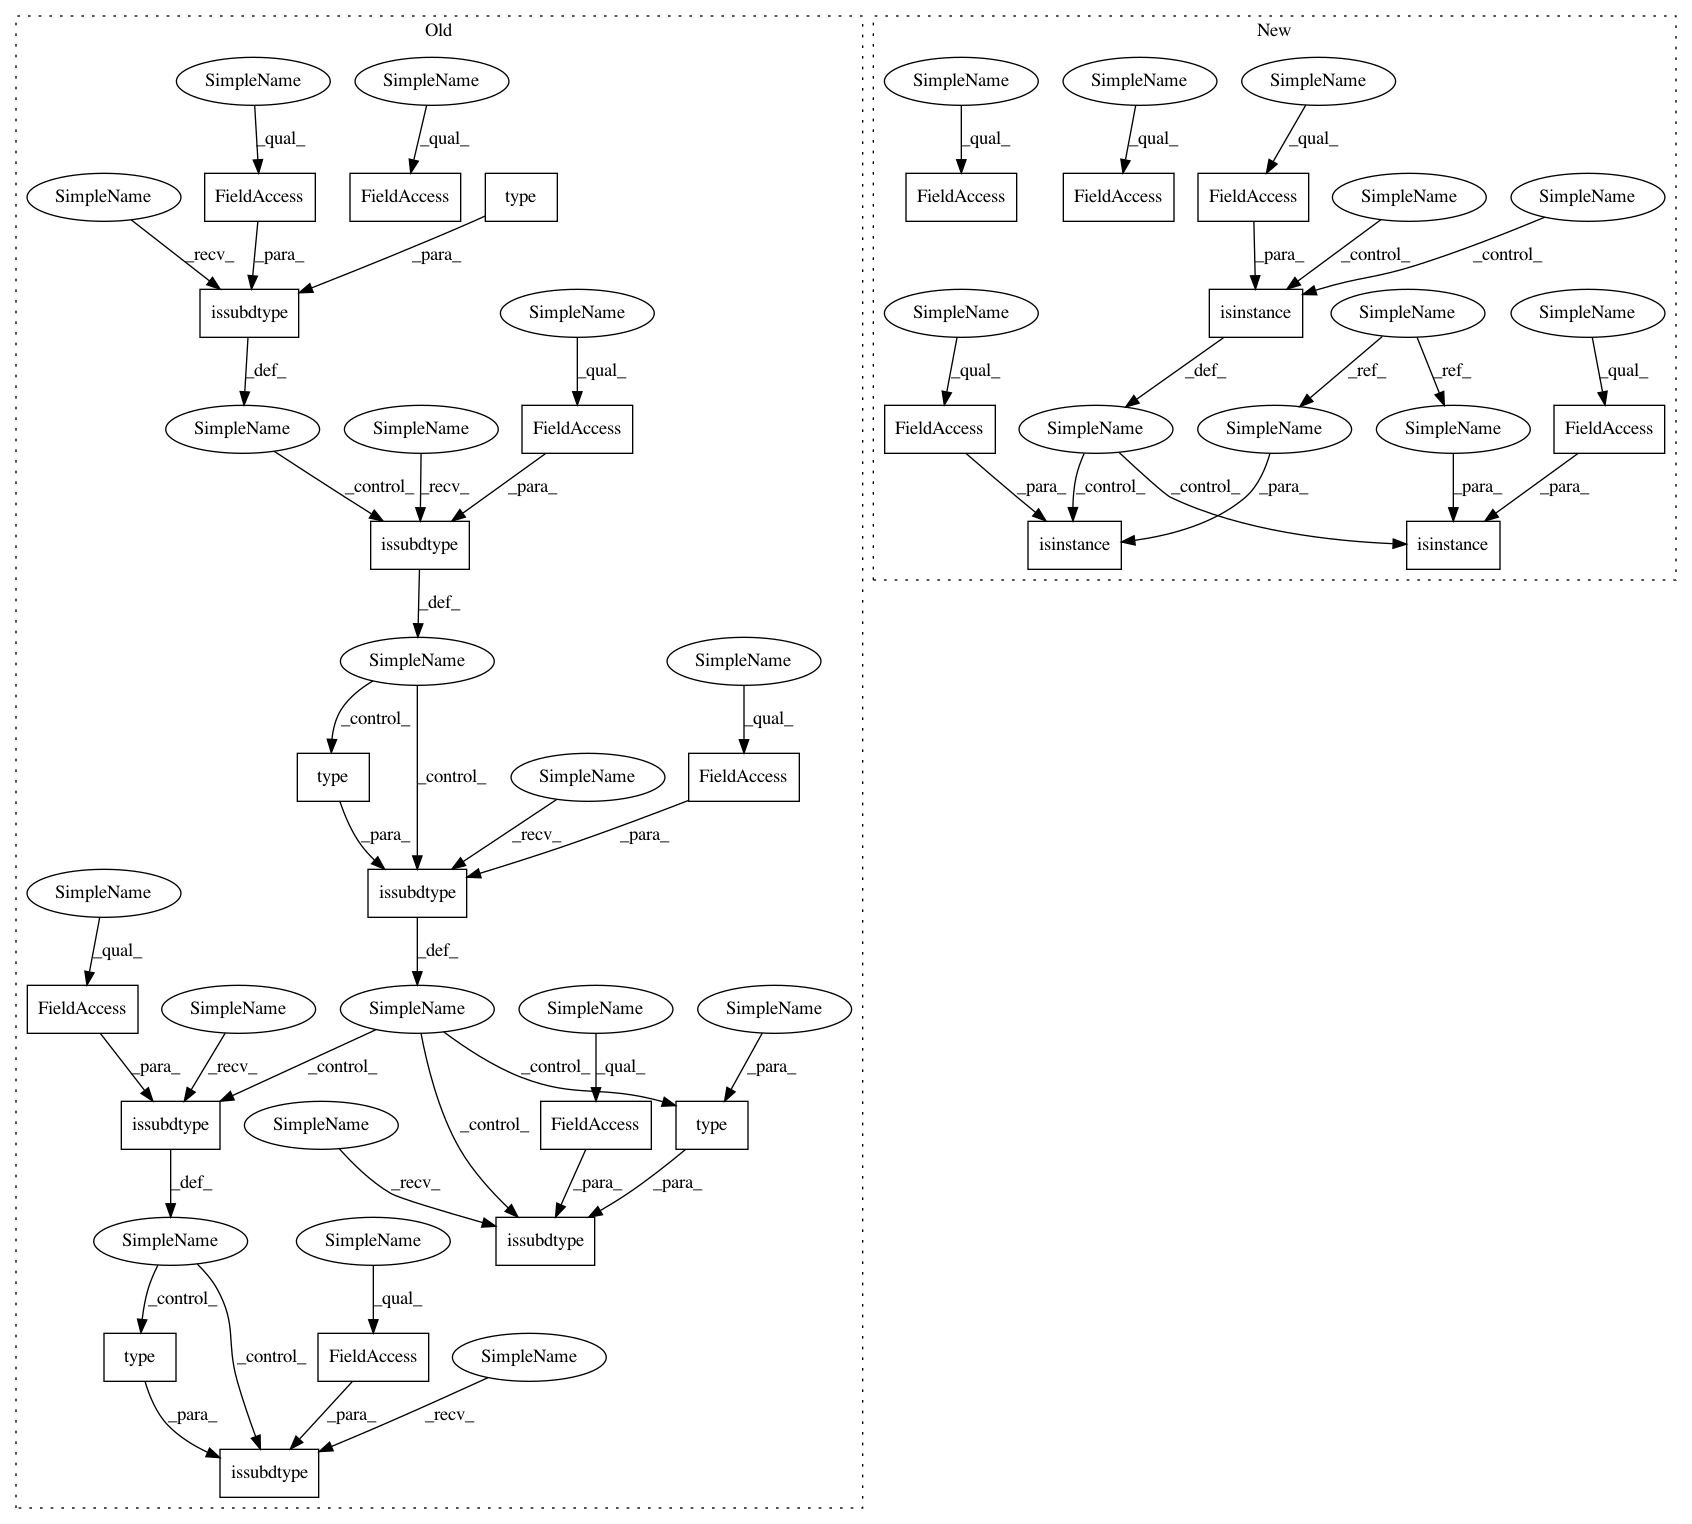 Old
SimpleName
SimpleName
_qual_
_qual_
SimpleName
FieldAccess
FieldAccess
type
_recv_
_para_
_para_
issubdtype
SimpleName
_def_
_qual_
SimpleName
SimpleName
FieldAccess
_control_
_recv_
_para_
issubdtype
_def_
SimpleName
SimpleName
_control_
_qual_
type
_control_
SimpleName
FieldAccess
_para_
_recv_
_para_
SimpleName
issubdtype
_qual_
_def_
FieldAccess
SimpleName
SimpleName
SimpleName
SimpleName
_para_
_recv_
_control_
_control_
_qual_
_para_
issubdtype
SimpleName
_control_
FieldAccess
type
_def_
_recv_
_para_
_para_
SimpleName
SimpleName
issubdtype
_control_
_qual_
type
_control_
FieldAccess
SimpleName
_para_
_para_
_recv_
issubdtype
New
SimpleName
SimpleName
SimpleName
_qual_
_qual_
_qual_
FieldAccess
FieldAccess
FieldAccess
SimpleName
SimpleName
_para_
_control_
_control_
SimpleName
isinstance
SimpleName
SimpleName
_qual_
_def_
_ref_
_ref_
_qual_
FieldAccess
SimpleName
SimpleName
SimpleName
FieldAccess
_para_
_control_
_control_
_para_
_para_
_para_
isinstance
isinstance